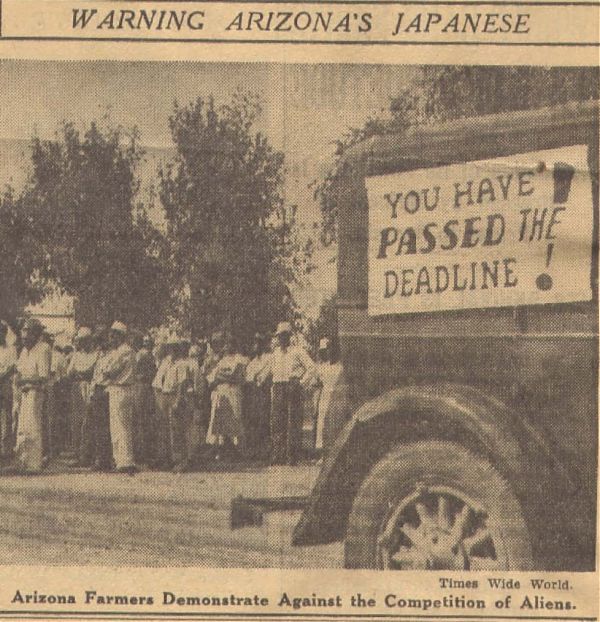 WARNING ARIZONA'S JAPANESE
YOU HAVE !
PASSED THE
DEADLINE !
Times Wide World.
Arizona Farmers Demonstrate Against the Competition of Aliens.